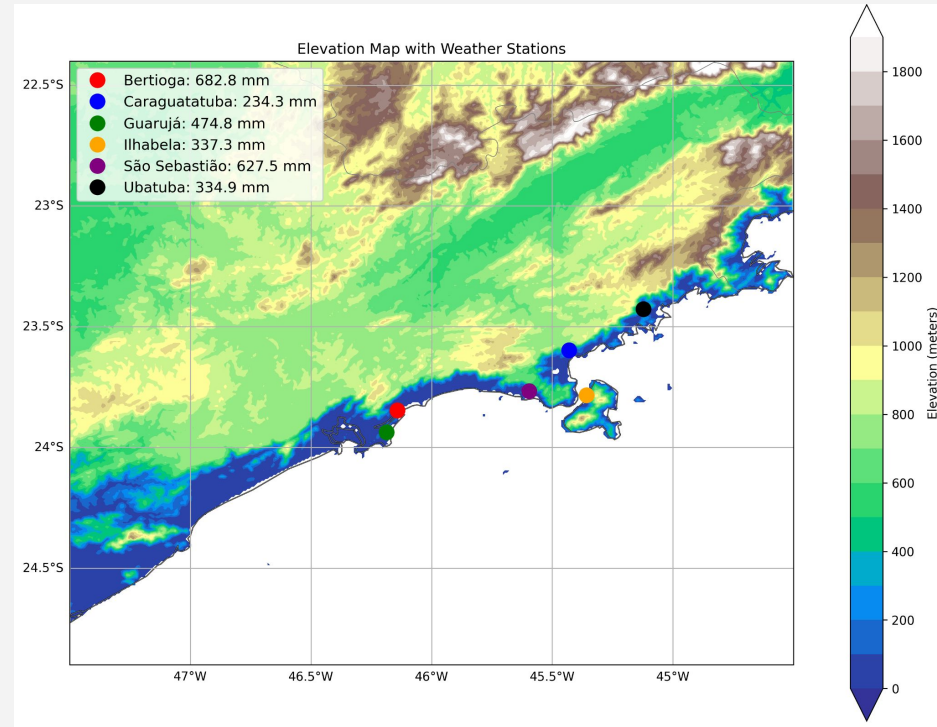 Elevation Map with Weather Stations
Bertioga: 682.8 mm
Caraguatatuba: 234.3 mm
Guarujá: 474.8 mm
Ilhabela: 337.3 mm
São Sebastião: 627.5 mm
Ubatuba: 334.9 mm
22.5°S
23°S
23.5°S
24°S
24.5°S
47°W
46.5°W
46°W
45.5°W
45°W
1800
1600
1400
1200
1000
800
600
400
200
0
Elevation (meters)